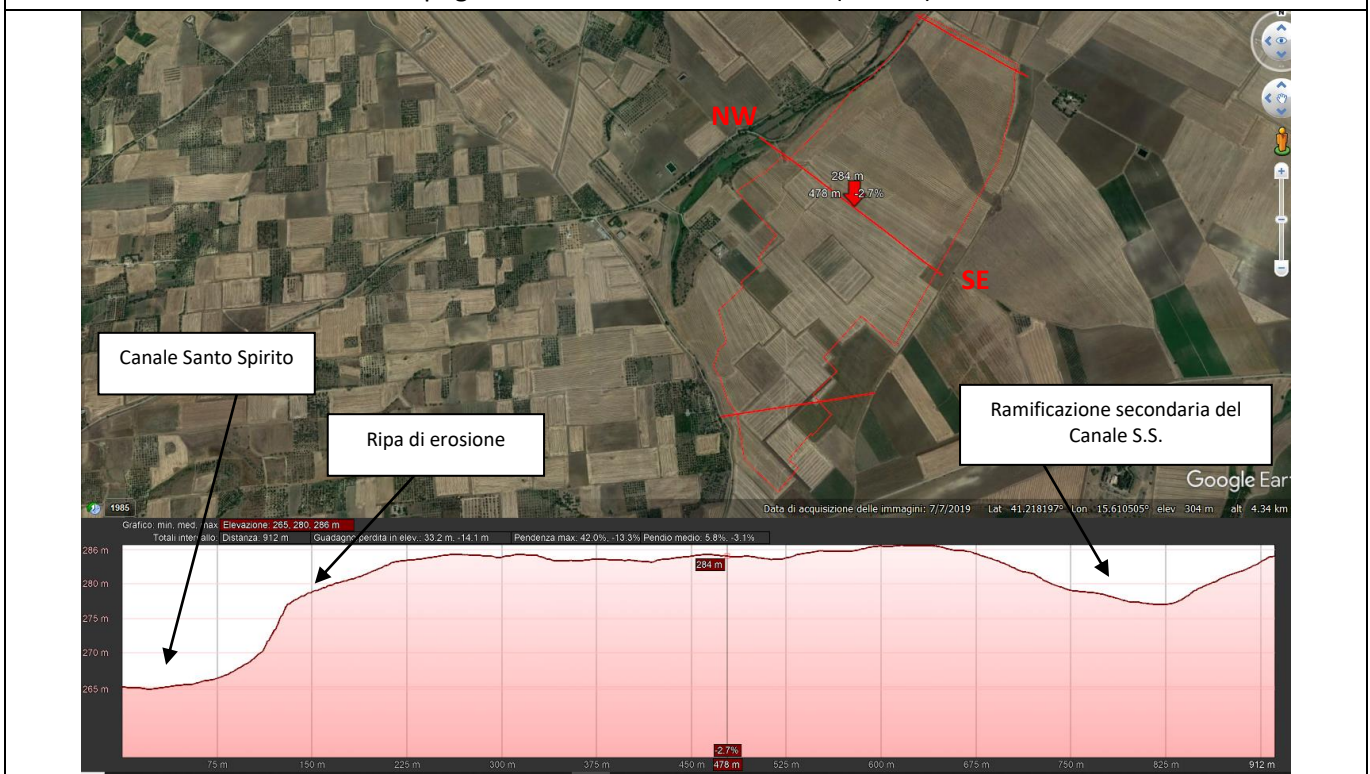 N
NW
284 m
478 m -2.7%
SE
Canale Santo Spirito
Ripa di erosione
Ramificazione secondaria del
Canale S.S.
Google Ear
1985
Data di acquisizione delle immagini: 7/7/2019 Lat 41.218197° Lon 15.610505° elev 304 m alt 4.34 km
Grafico: min, med, max Elevazione: 265, 280, 286 m
Totali intervallo: Distanza: 912 m Guadagno/perdita in elev.: 33.2 m, -14.1 m Pendenza max: 42.0%, -13.3% Pendio medio: 5.8%, -3.1%
286 m
284 m
280 m
275 m
270 m
265 m
-2.7%
75 m 150 m 225 m 300 m 375 m 450 m 478 m 525 m 600 m 675 m 750 m 825 m 912 m